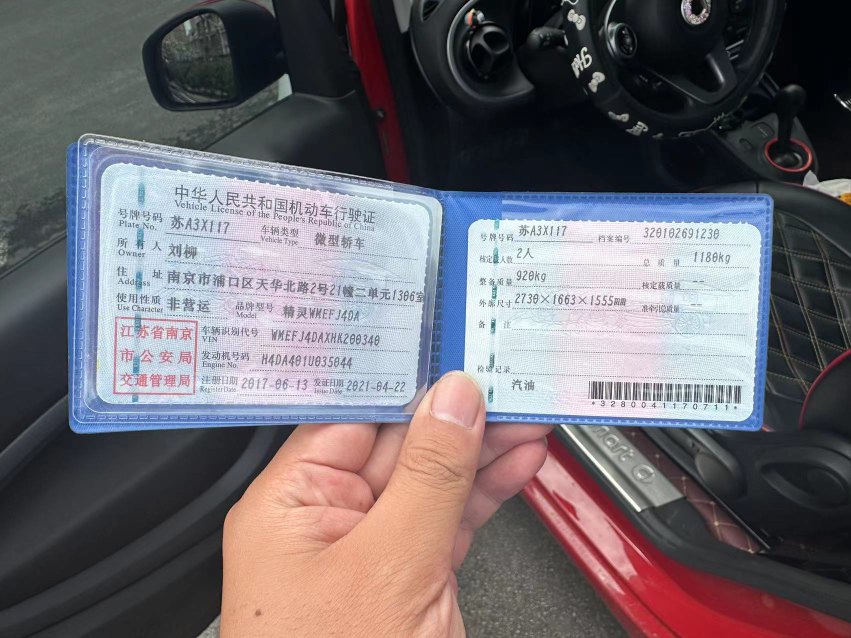 中华人民共和国机动车行驶证
Vehicle License of the People's Republic of China
号牌号码 Plate No. 苏A3X117 车辆类型 Vehicle Type 微型轿车
所有人 Owner 刘柳
住址 Address 南京市浦口区天华北路2号21幢二单元1306室
使用性质 Use Character 非营运 品牌型号 Model 精灵WMEFJ4DA
江苏省南京
市公安局
交通管理局
车辆识别代号 VIN WMEFJ4DAXHK200340
发动机号码 Engine No. H4DA401U035044
注册日期 Register Date 2017-06-13 发证日期 Issue Date 2021-04-22
号牌号码 苏A3X117 档案编号 320102691230
核定载人数 2人 总质量 1180kg
整备质量 920kg 核定载质量 --
外廓尺寸 2730×1663×1555mm 准牵引总质量 --
备注
检验记录
汽油
*3280041170711*
smart